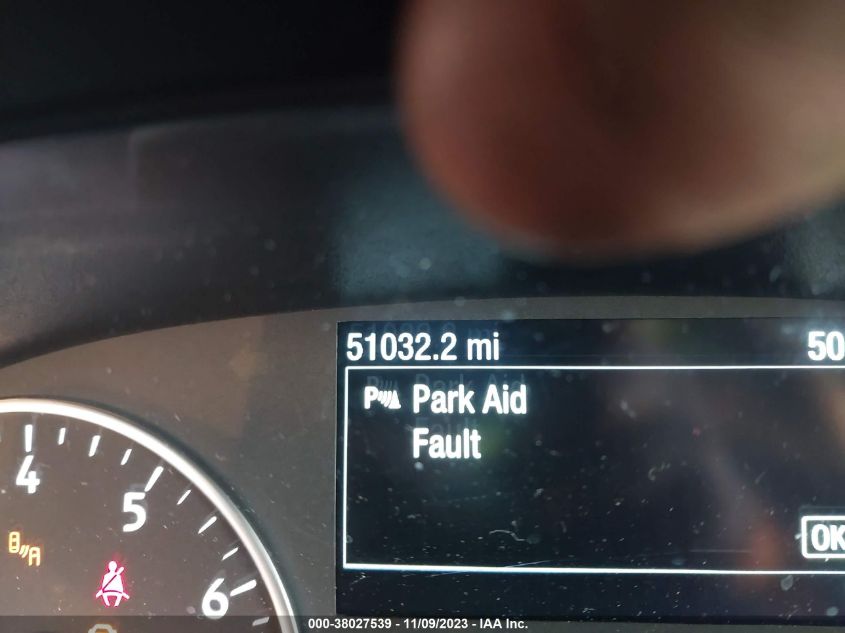 51032.2 mi 50
Park Aid
Fault
OK
4
5
6
000-38027539 - 11/09/2023 - IAA Inc.